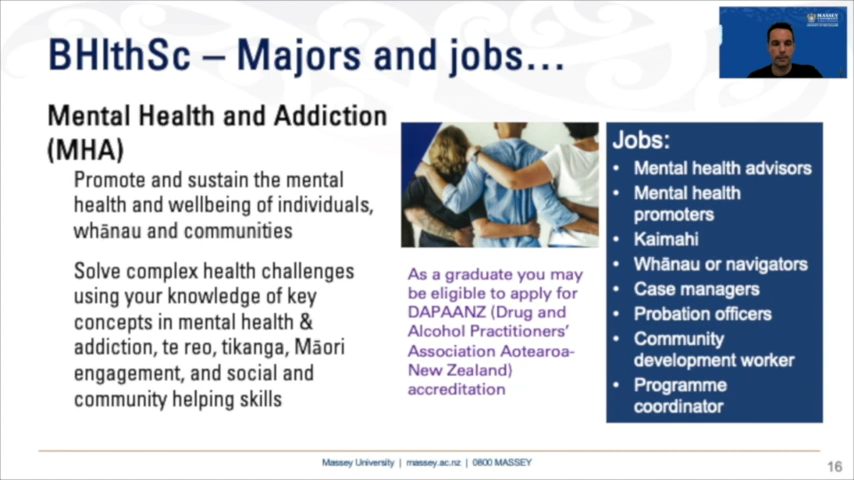 BHlthSc – Majors and jobs...
MASSEY
Mental Health and Addiction
(MHA)
Promote and sustain the mental
health and wellbeing of individuals,
whānau and communities
Solve complex health challenges
using your knowledge of key
concepts in mental health &
addiction, te reo, tikanga, Māori
engagement, and social and
community helping skills
As a graduate you may
be eligible to apply for
DAPAANZ (Drug and
Alcohol Practitioners'
Association Aotearoa-
New Zealand)
accreditation
Jobs:
• Mental health advisors
• Mental health
promoters
• Kaimahi
• Whānau or navigators
• Case managers
• Probation officers
• Community
development worker
• Programme
coordinator
Massey University | massey.ac.nz | 0800 MASSEY
16